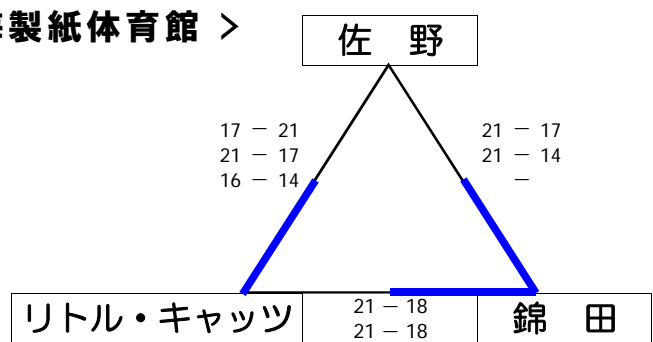 製紙体育館 >
佐 野
17 － 21
21 － 17
16 － 14
21 － 17
21 － 14
－
リトル・キャッツ
21 － 18
21 － 18
錦 田